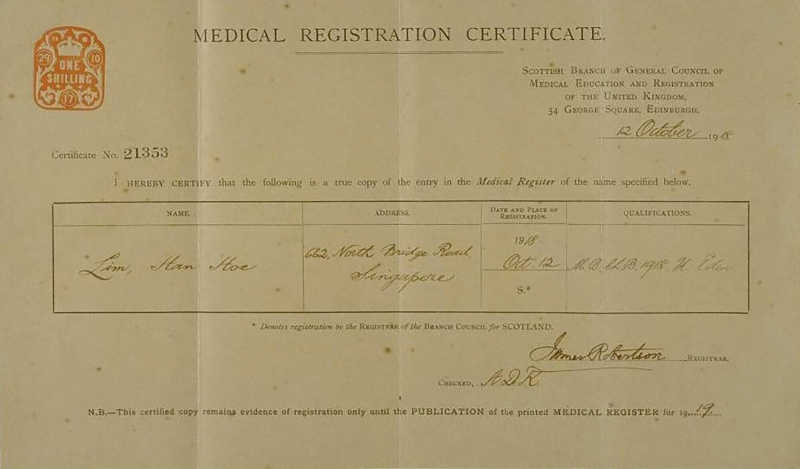 MEDICAL REGISTRATION CERTIFICATE.
29 10
ONE
SHILLING
17
SCOTTISH BRANCH OF GENERAL COUNCIL OF
MEDICAL EDUCATION AND REGISTRATION
OF THE UNITED KINGDOM,
54 GEORGE SQUARE, EDINBURGH,
12 October 1918
Certificate No. 21353
I HEREBY CERTIFY that the following is a true copy of the entry in the Medical Register of the name specified below.
NAME. ADDRESS. DATE AND PLACE OF REGISTRATION. QUALIFICATIONS.
Lim, Han Hoe 662, North Bridge Road, Singapore 1918 Oct. 12 S.* M.B. Ch.B. 1918, U. Edin
* Denotes registration by the REGISTRAR of the BRANCH COUNCIL for SCOTLAND.
James Robertson REGISTRAR.
CHECKED, A.D.K.
N.B.—This certified copy remains evidence of registration only until the PUBLICATION of the printed MEDICAL REGISTER for 19....19....